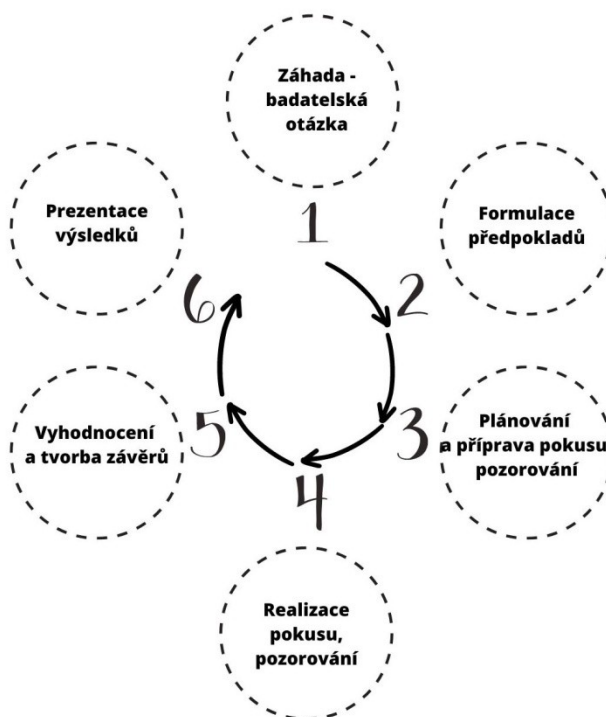 Záhada -
badatelská
otázka
1
Formulace
předpokladů
2
Plánování
a příprava pokusu
pozorování
3
Realizace
pokusu,
pozorování
4
Vyhodnocení
a tvorba závěrů
5
Prezentace
výsledků
6